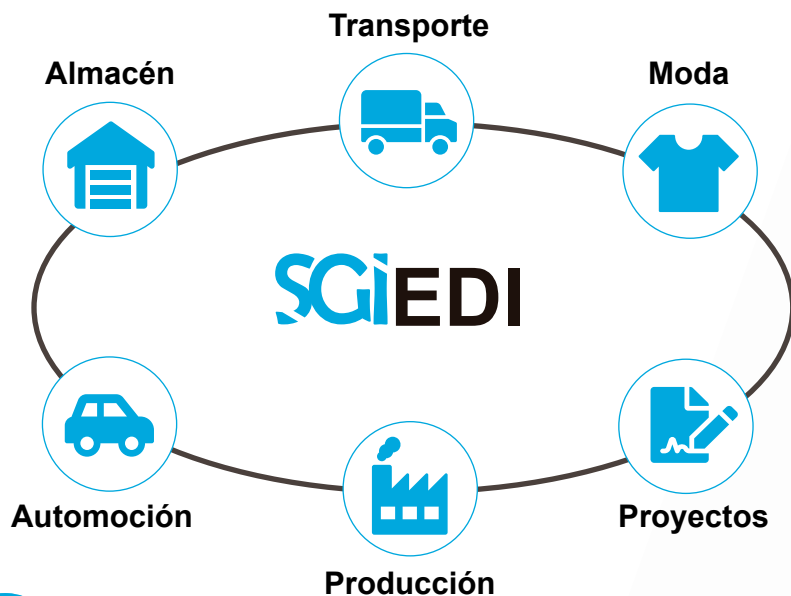 Transporte
Almacén
Moda
SGiEDI
Automoción
Proyectos
Producción